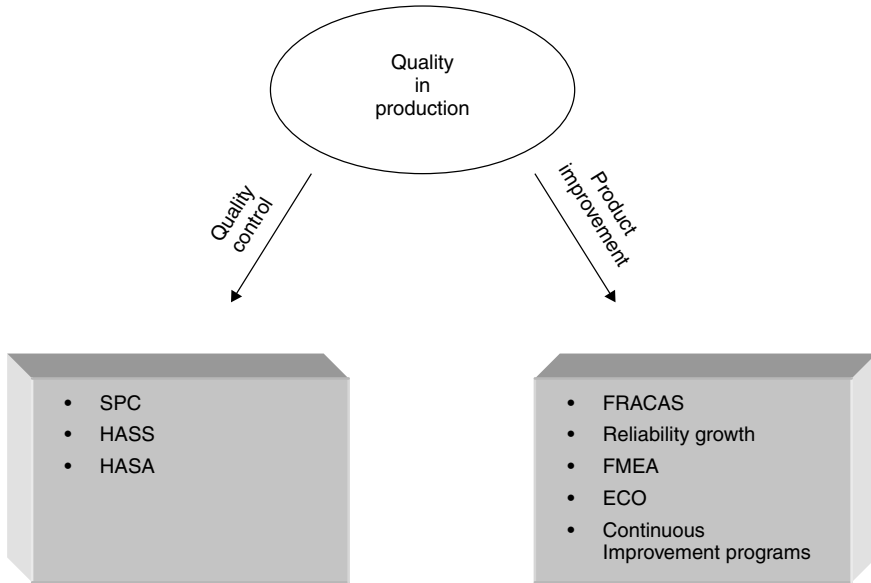 Quality
in
production
Quality
control
Product
improvement
• SPC
• HASS
• HASA
• FRACAS
• Reliability growth
• FMEA
• ECO
• Continuous
Improvement programs